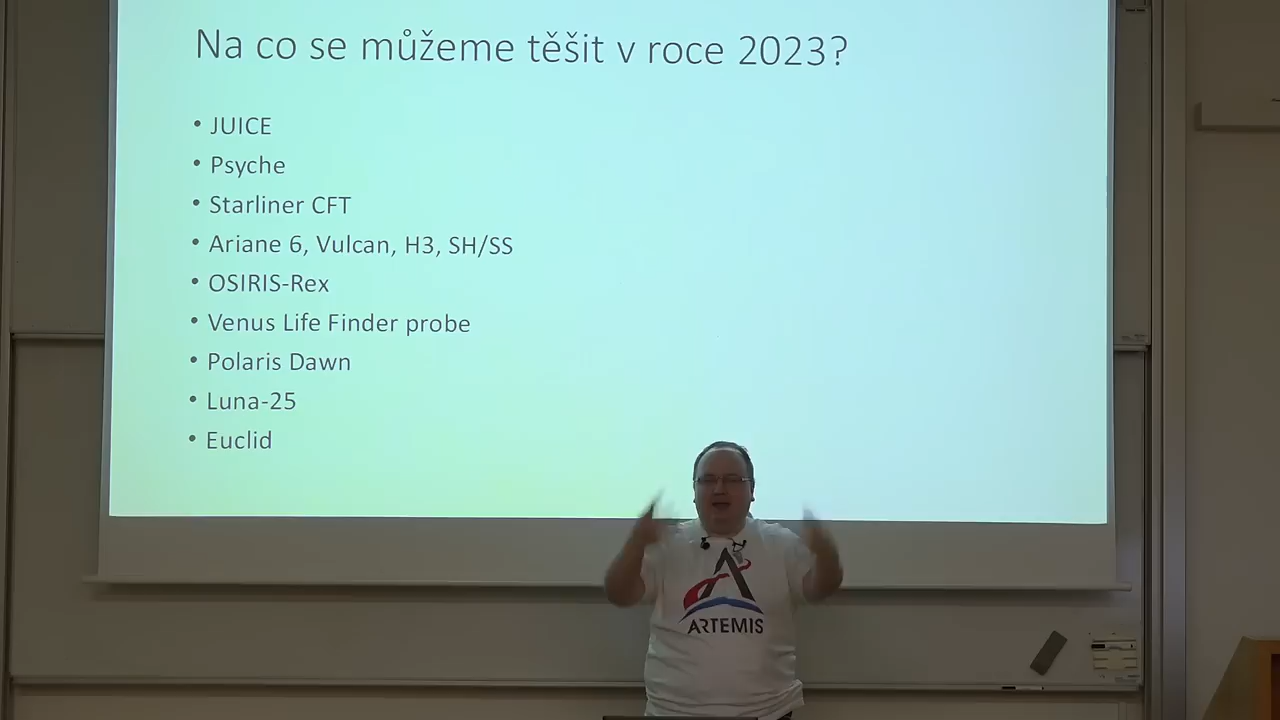 Na co se můžeme těšit v roce 2023?
• JUICE
• Psyche
• Starliner CFT
• Ariane 6, Vulcan, H3, SH/SS
• OSIRIS-Rex
• Venus Life Finder probe
• Polaris Dawn
• Luna-25
• Euclid
ARTEMIS